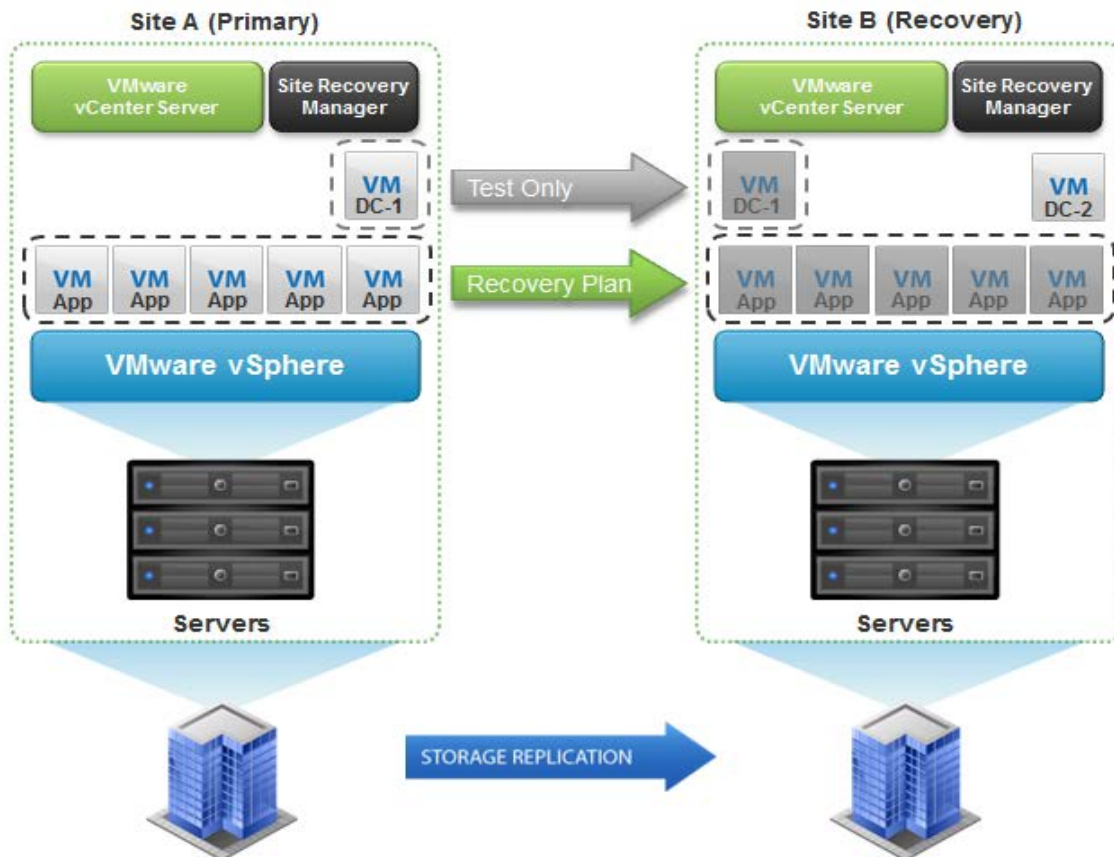 Site A (Primary)
Site B (Recovery)
VMware
vCenter Server
Site Recovery
Manager
VMware
vCenter Server
Site Recovery
Manager
VM
DC-1
Test Only
VM
DC-1
VM
DC-2
VM
App
VM
App
VM
App
VM
App
VM
App
Recovery Plan
VM
App
VM
App
VM
App
VM
App
VM
App
VMware vSphere
VMware vSphere
Servers
Servers
STORAGE REPLICATION